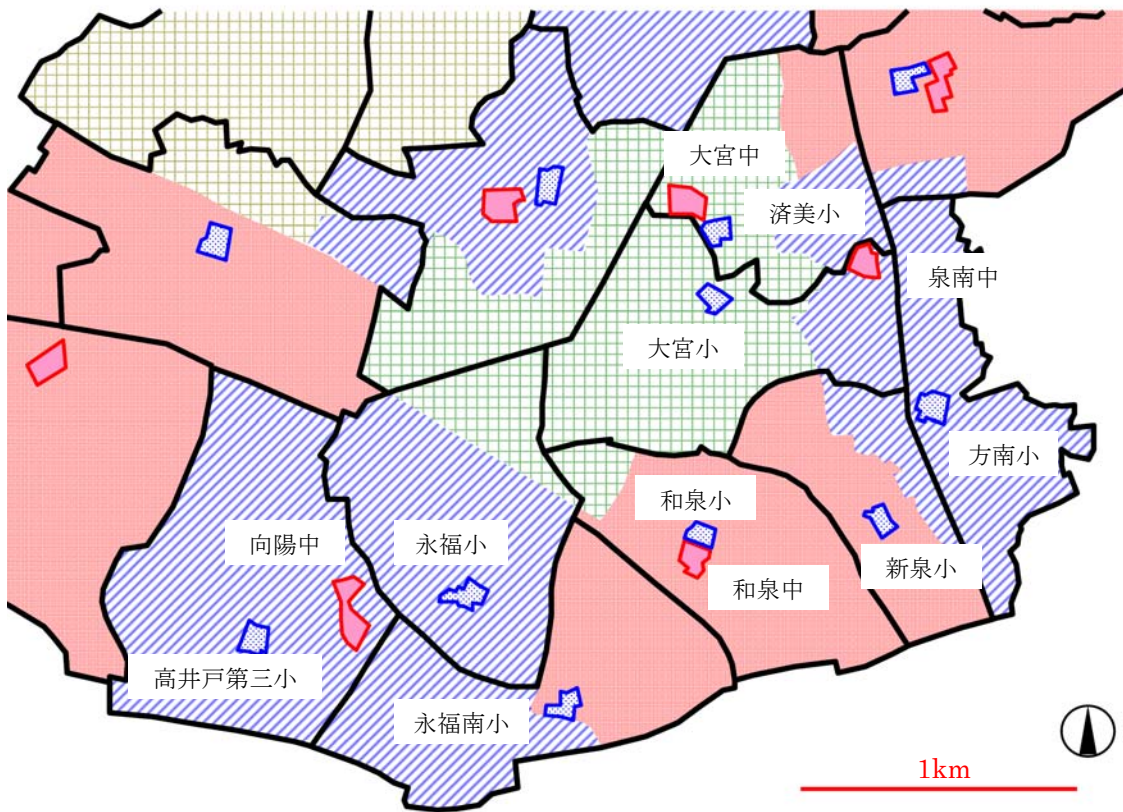 大宮中
済美小
泉南中
大宮小
方南小
和泉小
向陽中
永福小
新泉小
和泉中
高井戸第三小
永福南小
1km